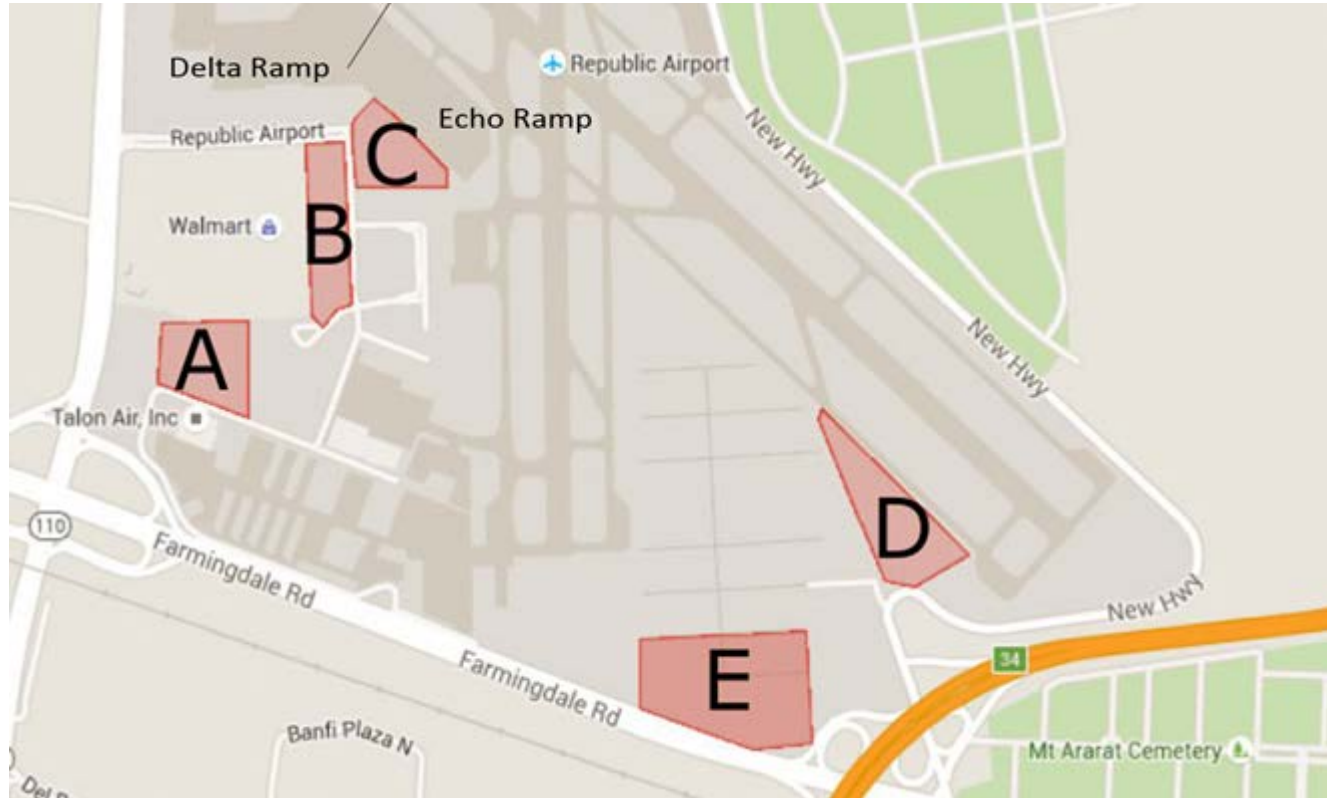 Delta Ramp
Republic Airport
Echo Ramp
Republic Airport
C
New Hwy
Walmart
B
A
New Hwy
Talon Air, Inc
D
110
Farmingdale Rd
New Hwy
34
E
Farmingdale Rd
Banfi Plaza N
Mt Ararat Cemetery
Del